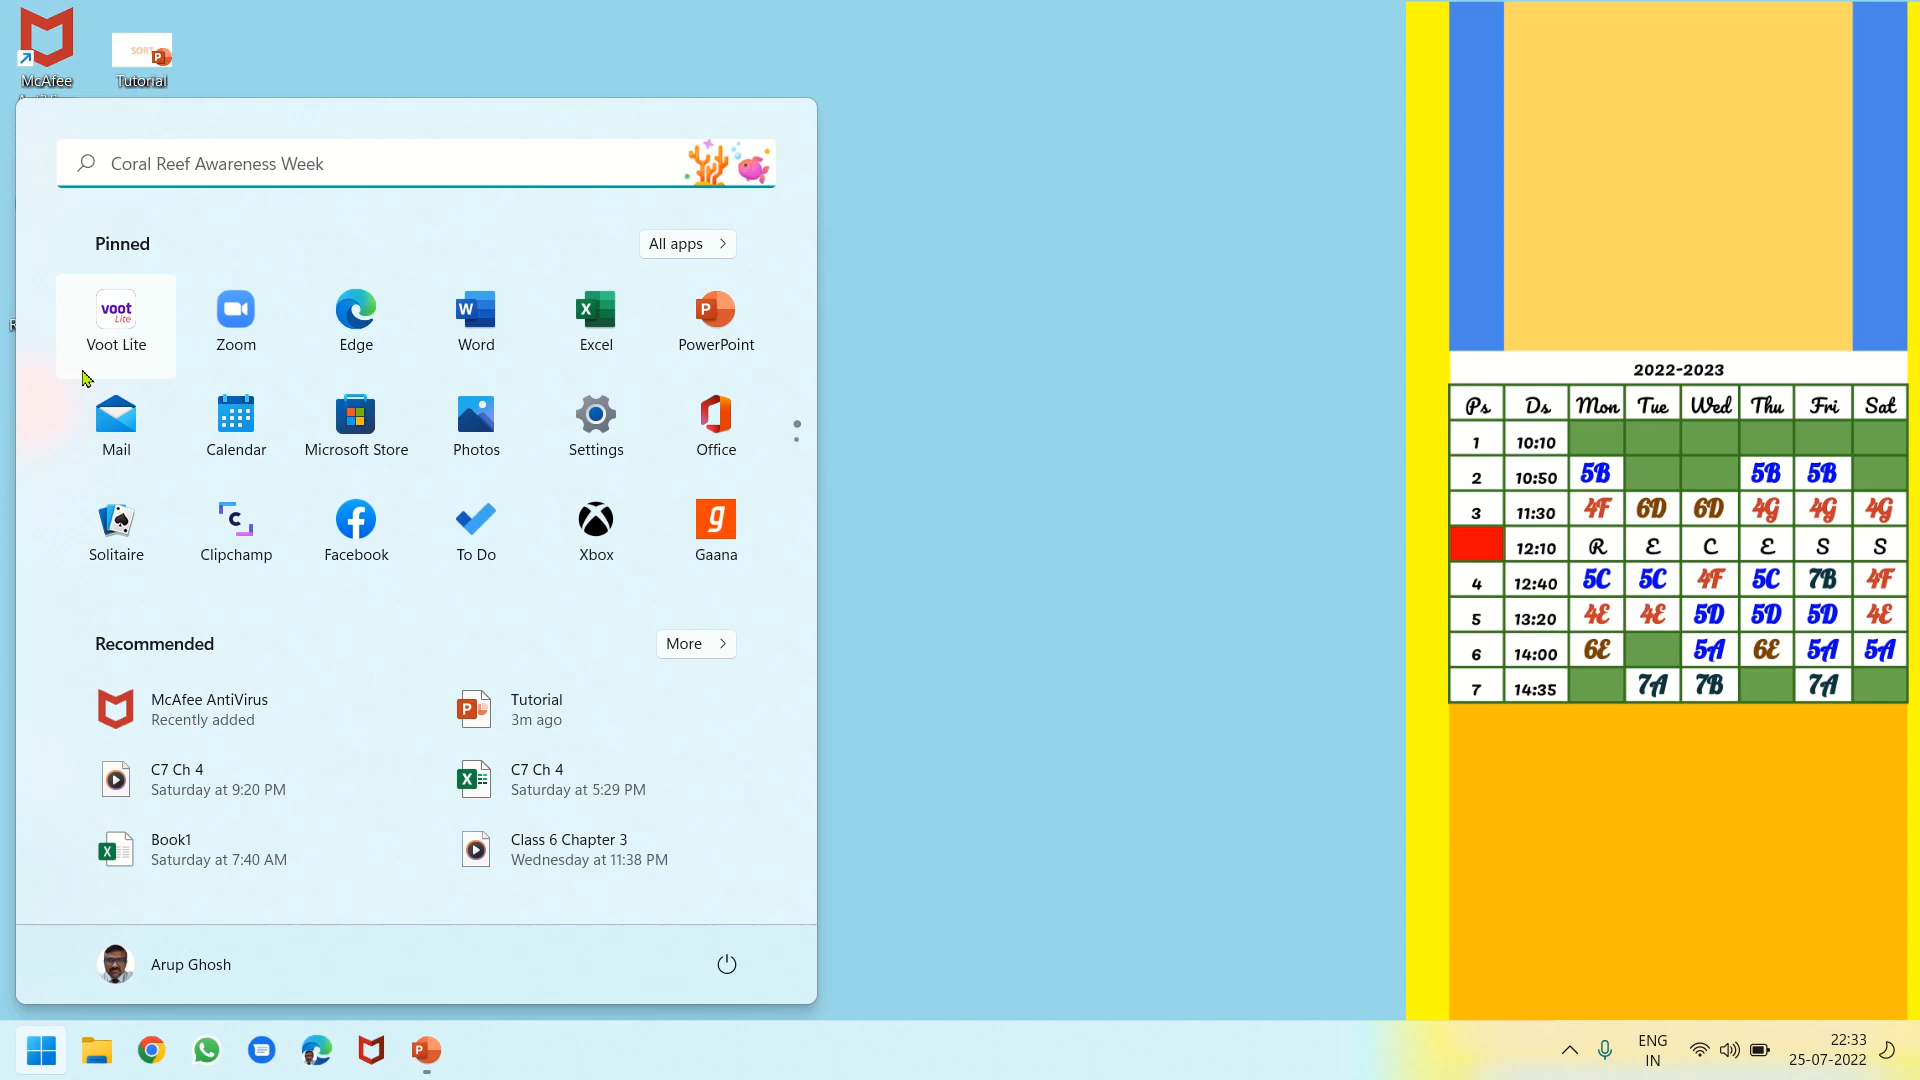 McAfee
Tutorial
SORT
Coral Reef Awareness Week
Pinned
All apps
voot
Lite
Voot Lite
Zoom
Edge
Word
Excel
PowerPoint
Mail
Calendar
Microsoft Store
Photos
Settings
Office
Solitaire
Clipchamp
Facebook
To Do
Xbox
Gaana
Recommended
More
McAfee AntiVirus
Recently added
Tutorial
3m ago
C7 Ch 4
Saturday at 9:20 PM
C7 Ch 4
Saturday at 5:29 PM
Book1
Saturday at 7:40 AM
Class 6 Chapter 3
Wednesday at 11:38 PM
Arup Ghosh
2022-2023
Ps Ds Mon Tue Wed Thu Fri Sat
1 10:10
2 10:50 5B 5B 5B
3 11:30 4F 6D 6D 4G 4G 4G
12:10 R E C E S S
4 12:40 5C 5C 4F 5C 7B 4F
5 13:20 4E 4E 5D 5D 5D 4E
6 14:00 6E 5A 6E 5A 5A
7 14:35 7A 7B 7A
ENG
IN
22:33
25-07-2022